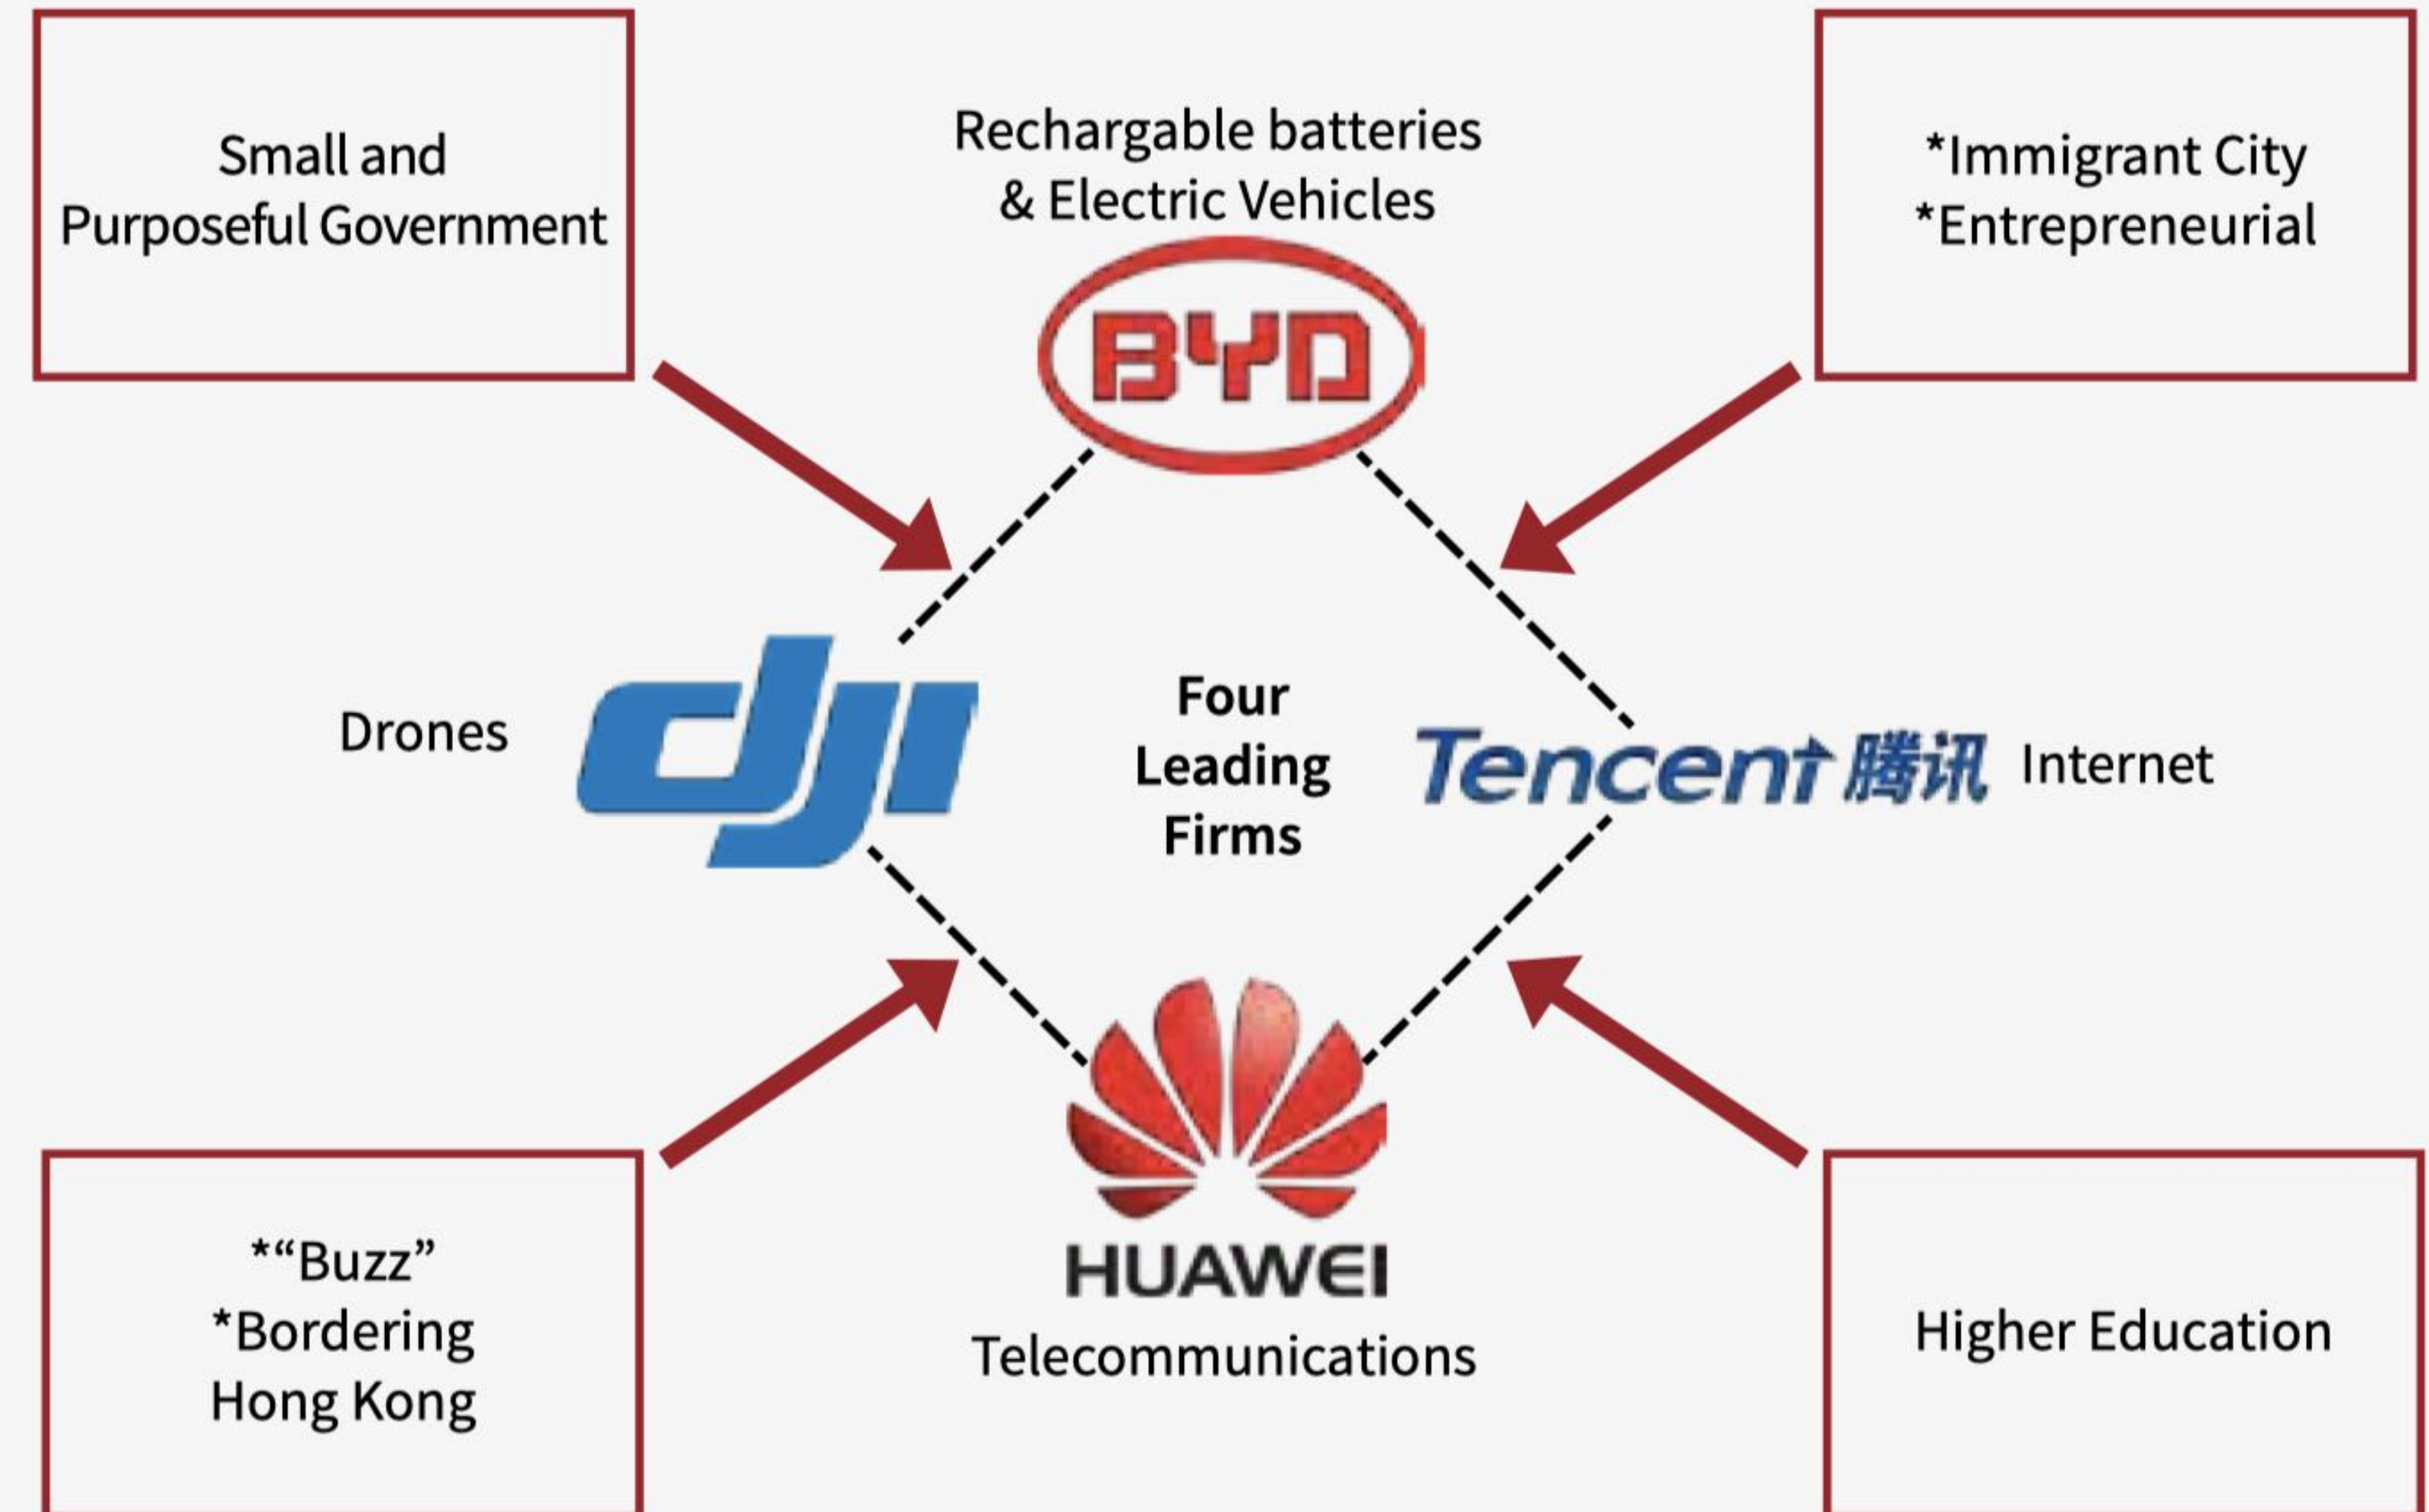 Small and
Purposeful Government
Rechargable batteries
& Electric Vehicles
BYD
*Immigrant City
*Entrepreneurial
Drones
dji
Four
Leading
Firms
Tencent 腾讯
Internet
*“Buzz”
*Bordering
Hong Kong
HUAWEI
Telecommunications
Higher Education